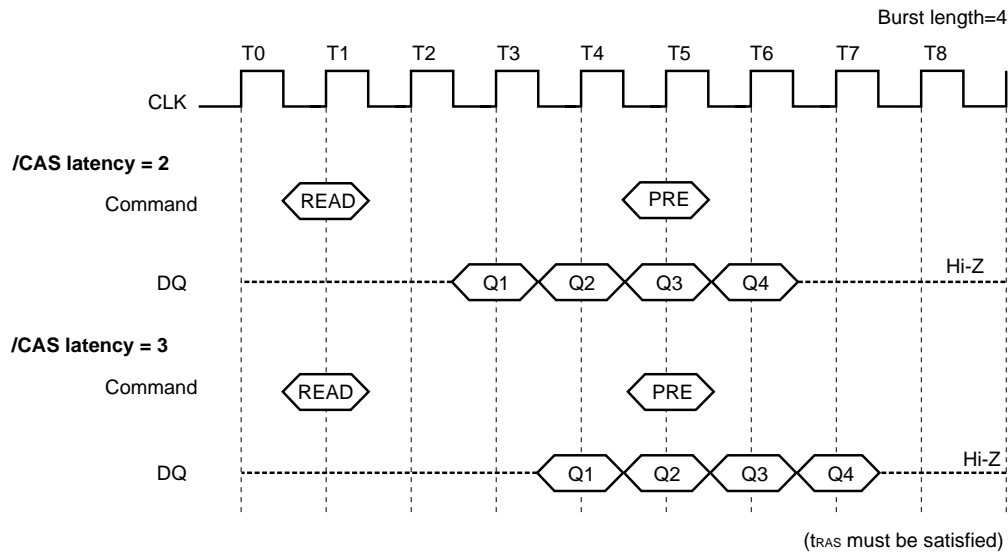 Burst length=4
T0 T1 T2 T3 T4 T5 T6 T7 T8
CLK
/CAS latency = 2
Command READ PRE
DQ Q1 Q2 Q3 Q4 Hi-Z
/CAS latency = 3
Command READ PRE
DQ Q1 Q2 Q3 Q4 Hi-Z
(tRAS must be satisfied)